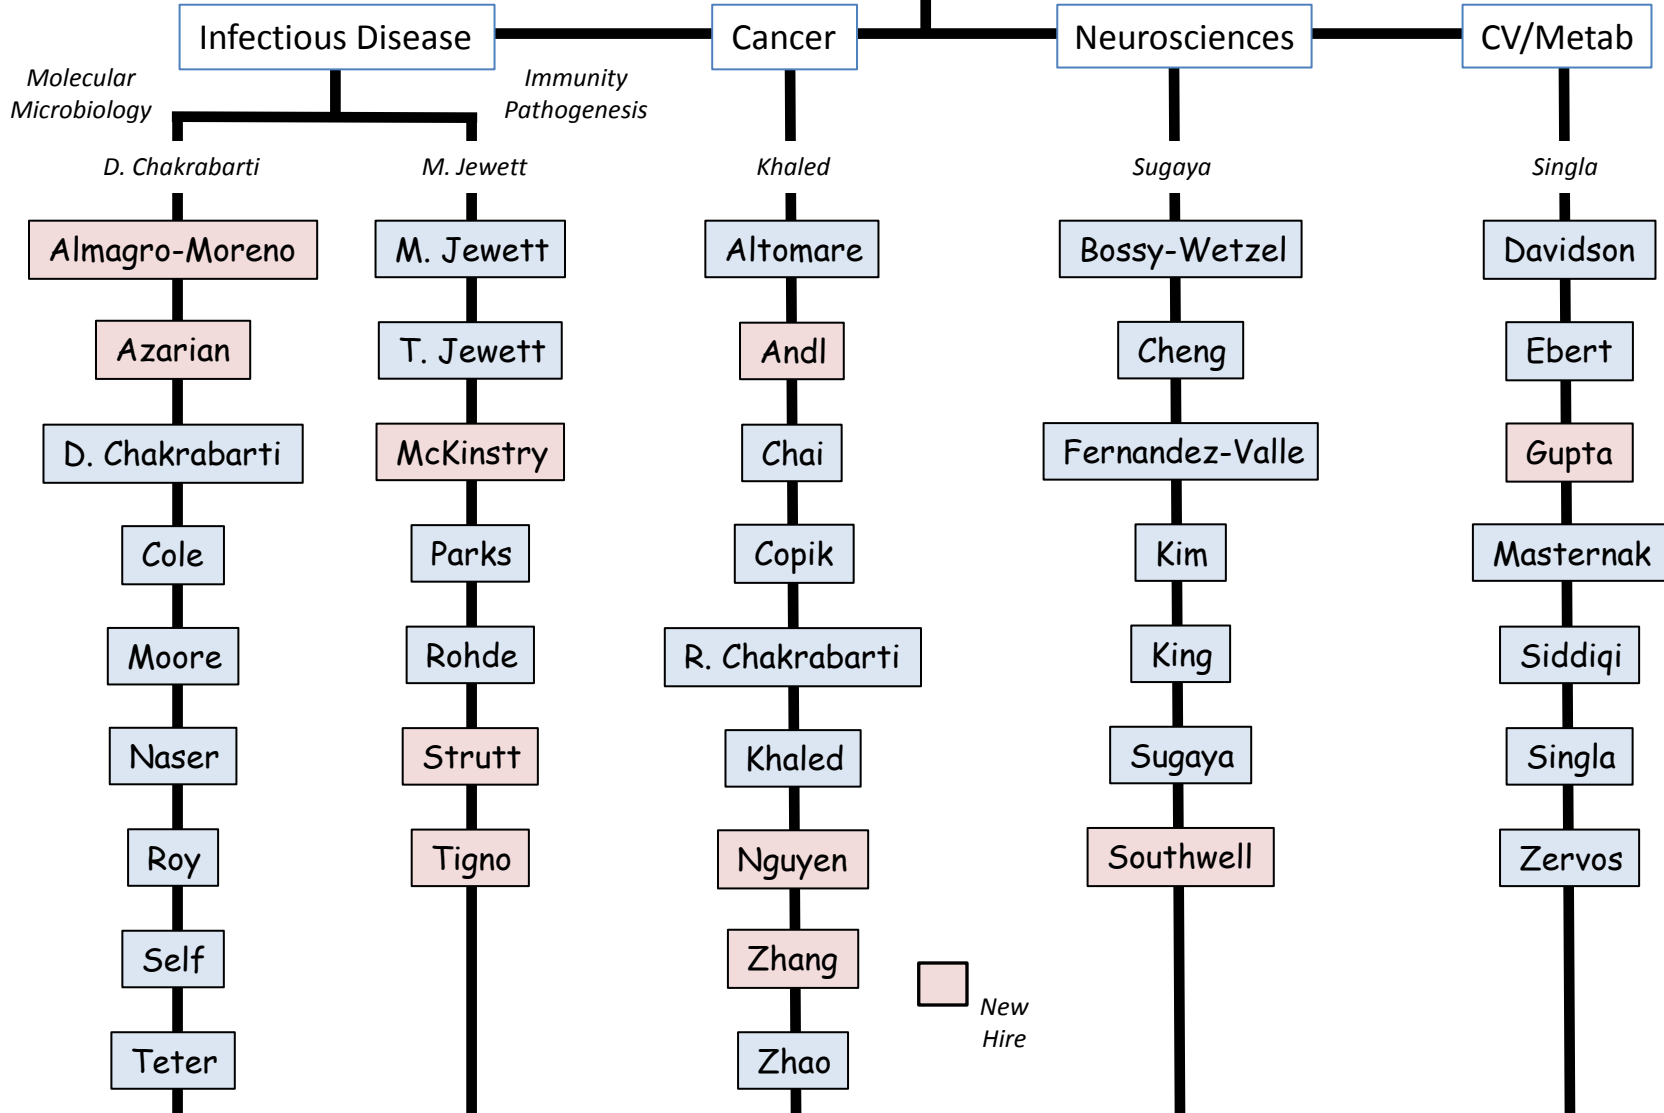 Infectious Disease
Cancer
Neurosciences
CV/Metab
Molecular
Microbiology
Immunity
Pathogenesis
D. Chakrabarti
M. Jewett
Khaled
Sugaya
Singla
Almagro-Moreno
Azarian
D. Chakrabarti
Cole
Moore
Naser
Roy
Self
Teter
M. Jewett
T. Jewett
McKinstry
Parks
Rohde
Strutt
Tigno
Altomare
Andl
Chai
Copik
R. Chakrabarti
Khaled
Nguyen
Zhang
Zhao
Bossy-Wetzel
Cheng
Fernandez-Valle
Kim
King
Sugaya
Southwell
Davidson
Ebert
Gupta
Masternak
Siddiqi
Singla
Zervos
New
Hire